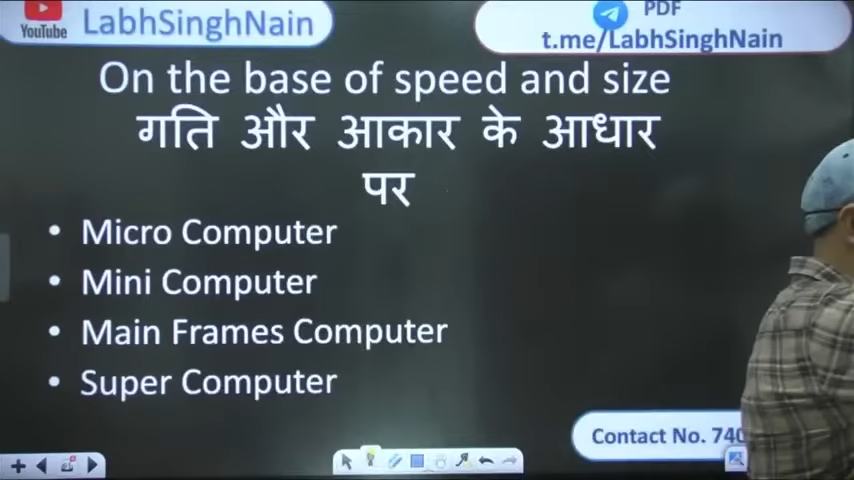 YouTube
LabhSinghNain
PDF
t.me/LabhSinghNain
On the base of speed and size
गति और आकार के आधार
पर
• Micro Computer
• Mini Computer
• Main Frames Computer
• Super Computer
Contact No. 740